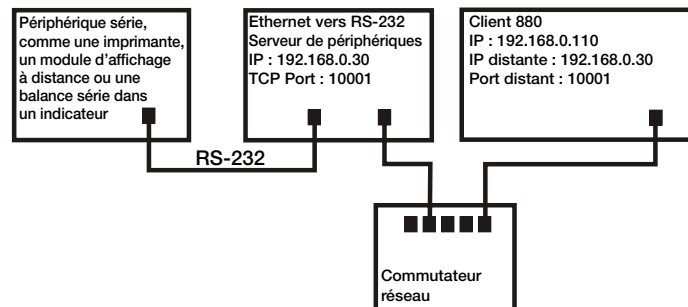 Périphérique série,
comme une imprimante,
un module d'affichage
à distance ou une
balance série dans
un indicateur
Ethernet vers RS-232
Serveur de périphériques
IP : 192.168.0.30
TCP Port : 10001
Client 880
IP : 192.168.0.110
IP distante : 192.168.0.30
Port distant : 10001
RS-232
Commutateur
réseau